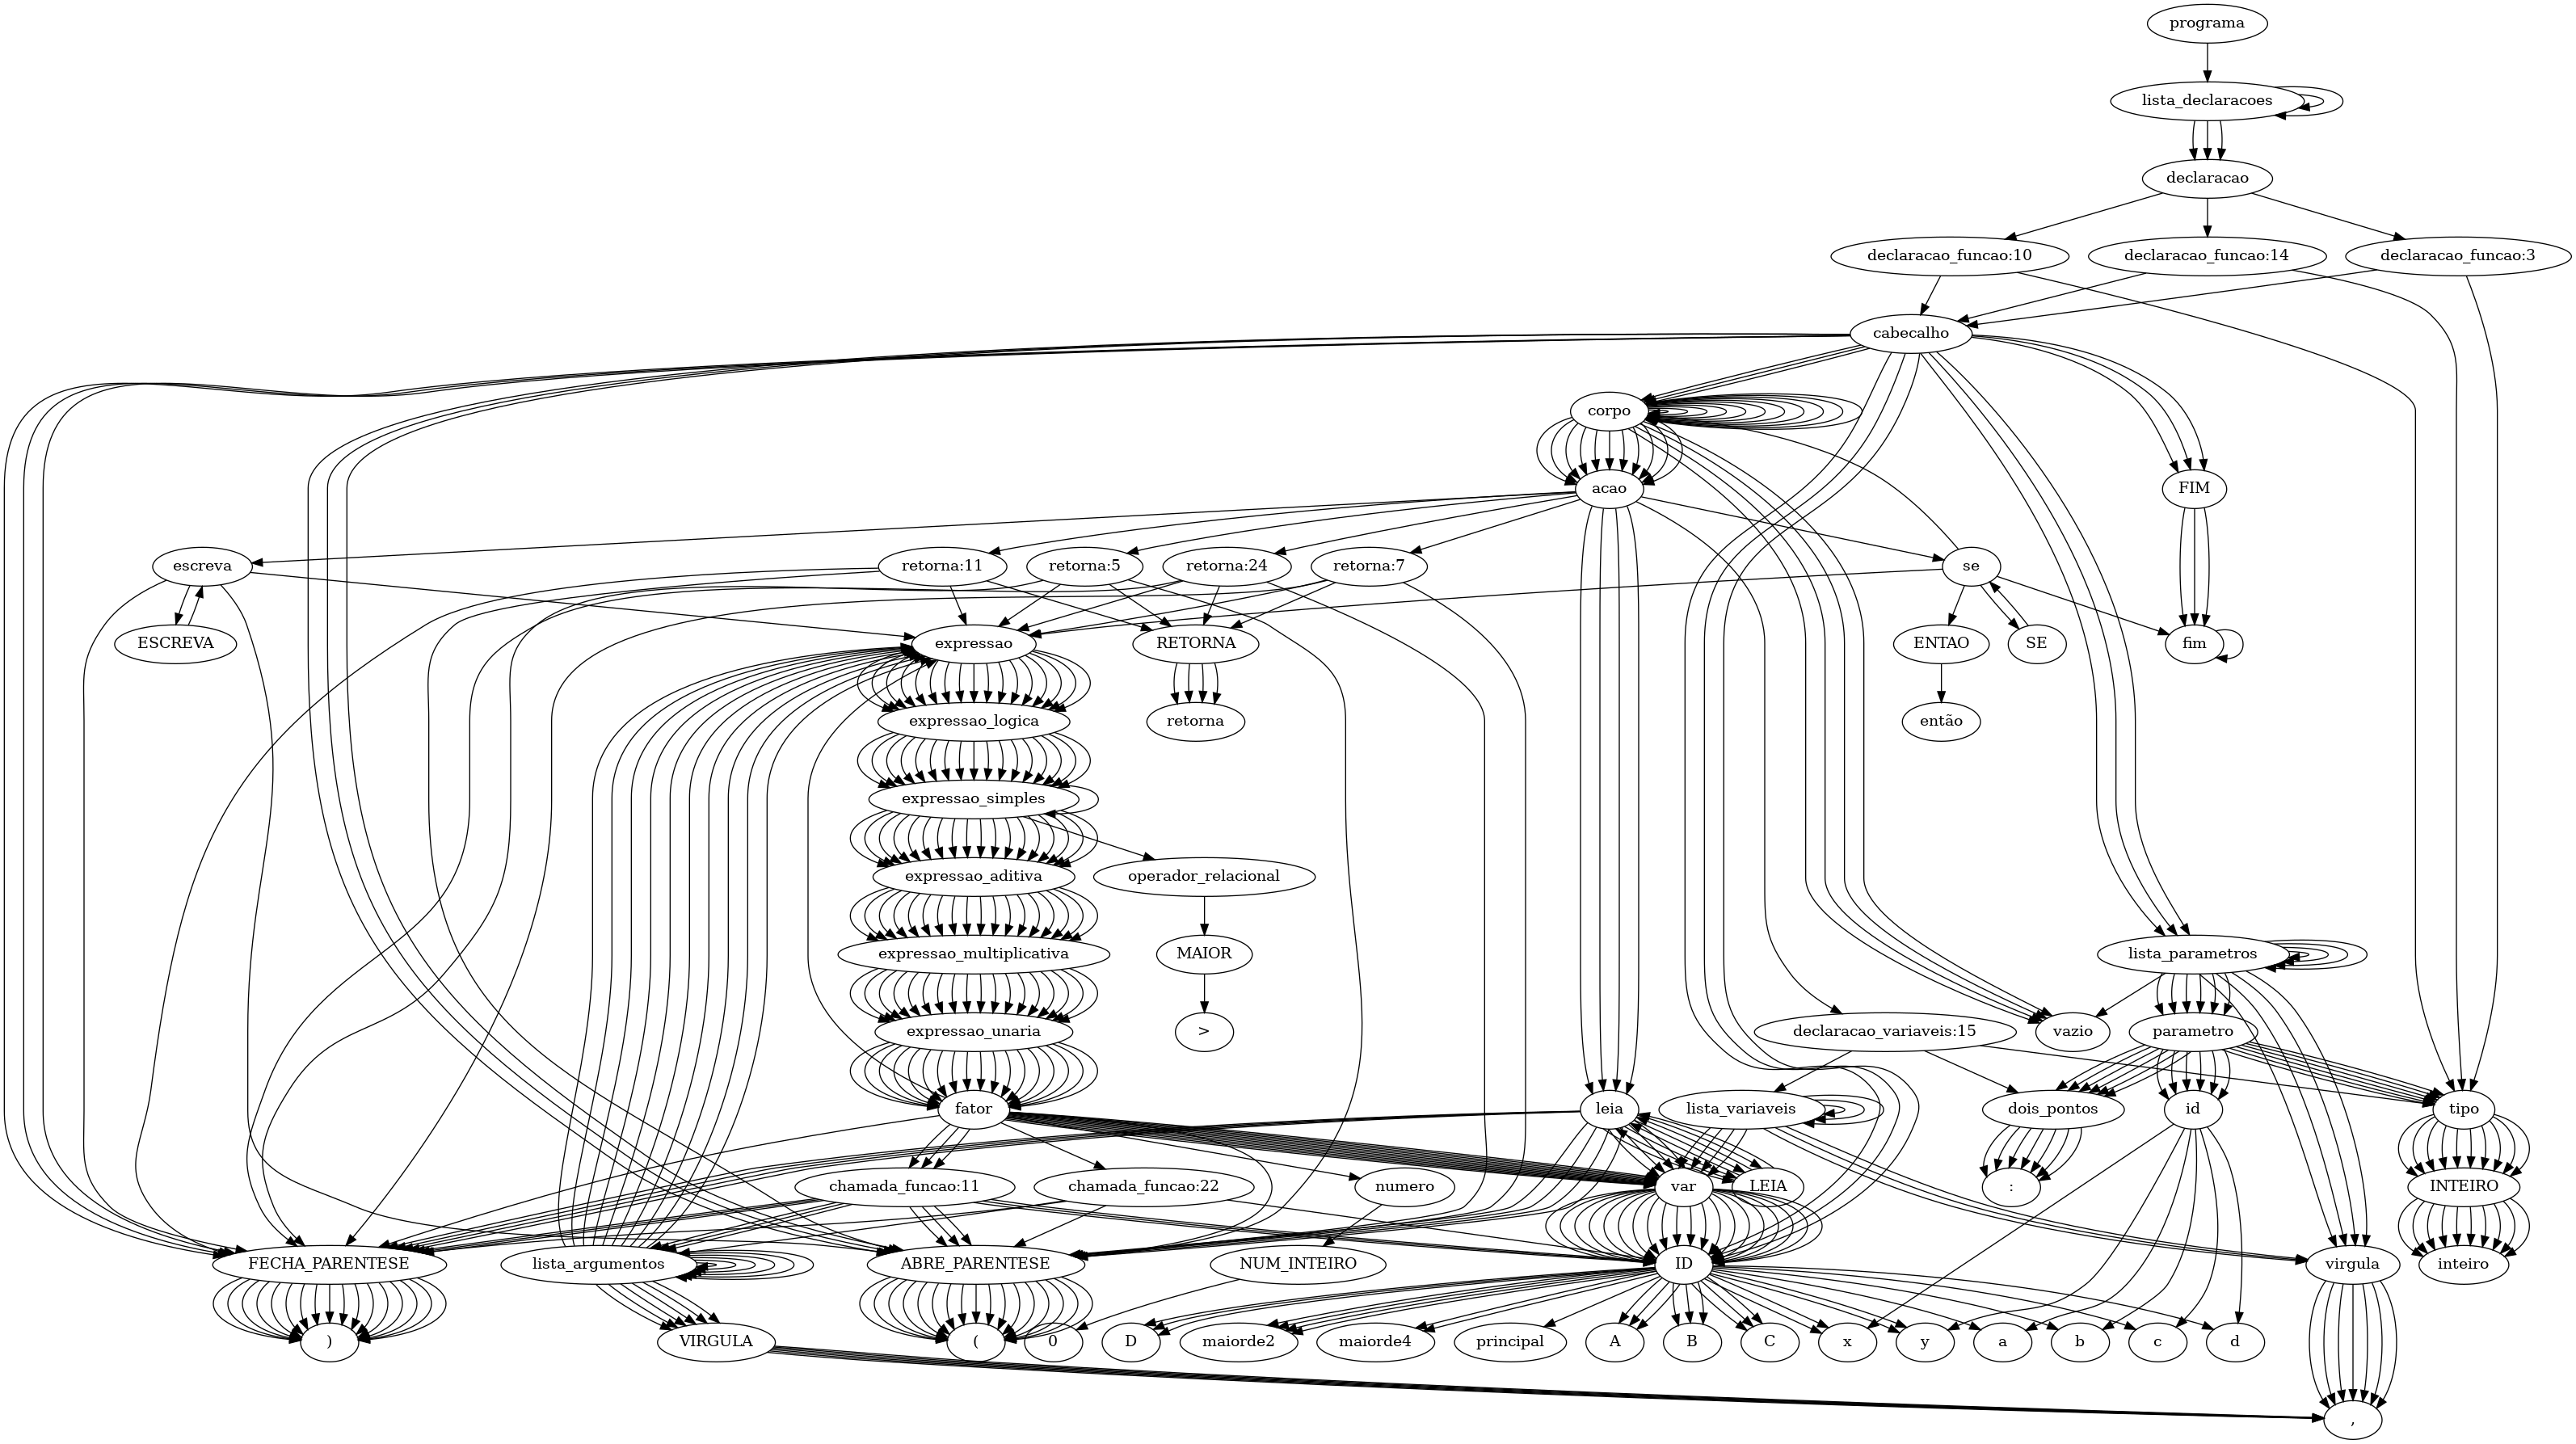 programa
lista_declaracoes
declaracao
declaracao_funcao:10
declaracao_funcao:14
declaracao_funcao:3
cabecalho
corpo
acao
FIM
escreva
retorna:11
retorna:5
retorna:24
retorna:7
se
ESCREVA
expressao
RETORNA
ENTAO
SE
fim
expressao_logica
retorna
então
expressao_simples
expressao_aditiva
operador_relacional
expressao_multiplicativa
MAIOR
lista_parametros
expressao_unaria
>
declaracao_variaveis:15
vazio
parametro
fator
leia
lista_variaveis
dois_pontos
id
tipo
chamada_funcao:11
chamada_funcao:22
numero
var
LEIA
:
INTEIRO
FECHA_PARENTESE
lista_argumentos
ABRE_PARENTESE
NUM_INTEIRO
ID
virgula
inteiro
)
VIRGULA
(
0
D
maiorde2
maiorde4
principal
A
B
C
x
y
a
b
c
d
,